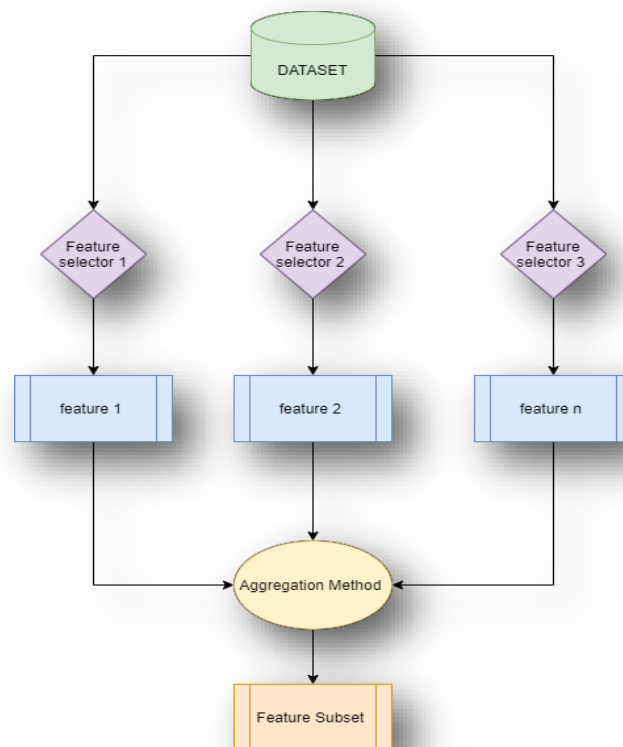 DATASET
Feature
selector 1
Feature
selector 2
Feature
selector 3
feature 1
feature 2
feature n
Aggregation Method
Feature Subset